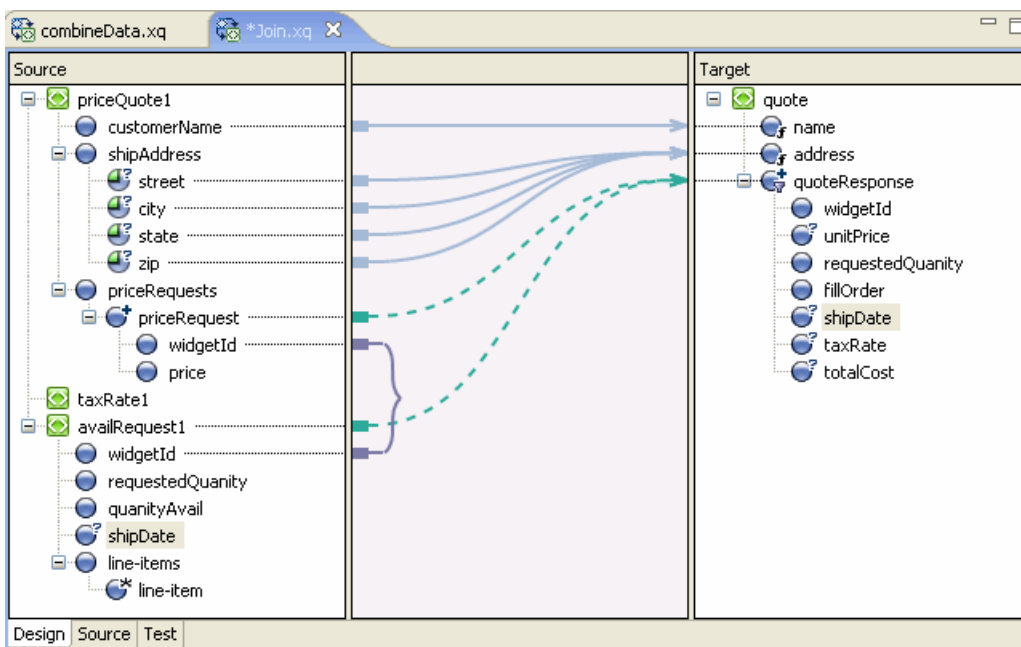 combineData.xq
*Join.xq
Source
Target
priceQuote1
customerName
shipAddress
street
city
state
zip
priceRequests
priceRequest
widgetId
price
taxRate1
availRequest1
widgetId
requestedQuanity
quanityAvail
shipDate
line-items
line-item
quote
name
address
quoteResponse
widgetId
unitPrice
requestedQuanity
fillOrder
shipDate
taxRate
totalCost
Design Source Test